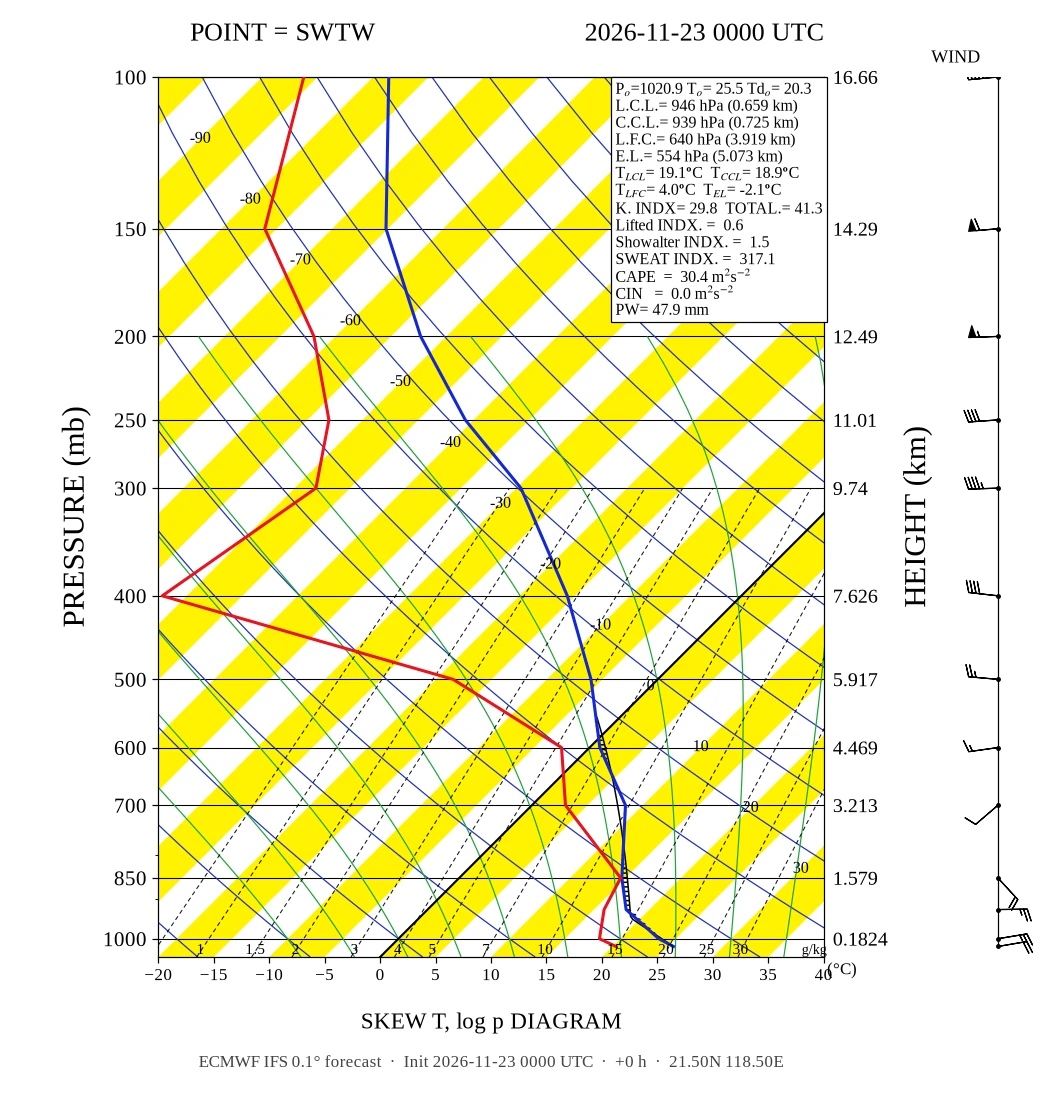 POINT = SWTW 2026-11-23 0000 UTC
WIND
P₀=1020.9 T₀= 25.5 Td₀= 20.3
L.C.L.= 946 hPa (0.659 km)
C.C.L.= 939 hPa (0.725 km)
L.F.C.= 640 hPa (3.919 km)
E.L.= 554 hPa (5.073 km)
T_LCL= 19.1°C T_CCL= 18.9°C
T_LFC= 4.0°C T_EL= -2.1°C
K. INDX= 29.8 TOTAL.= 41.3
Lifted INDX. = 0.6
Showalter INDX. = 1.5
SWEAT INDX. = 317.1
CAPE = 30.4 m²s⁻²
CIN = 0.0 m²s⁻²
PW= 47.9 mm
100 16.66
-90
-80
150 14.29
-70
-60
200 12.49
-50
250 11.01
-40
300 9.74
-30
-20
400 7.626
-10
500 5.917
0
600 4.469
10
700 3.213
20
850 1.579
30
1000 0.1824
PRESSURE (mb)
HEIGHT (km)
1 1.5 2 3 4 5 7 10 15 20 25 30 g/kg
−20 −15 −10 −5 0 5 10 15 20 25 30 35 40 (°C)
SKEW T, log p DIAGRAM
ECMWF IFS 0.1° forecast · Init 2026-11-23 0000 UTC · +0 h · 21.50N 118.50E